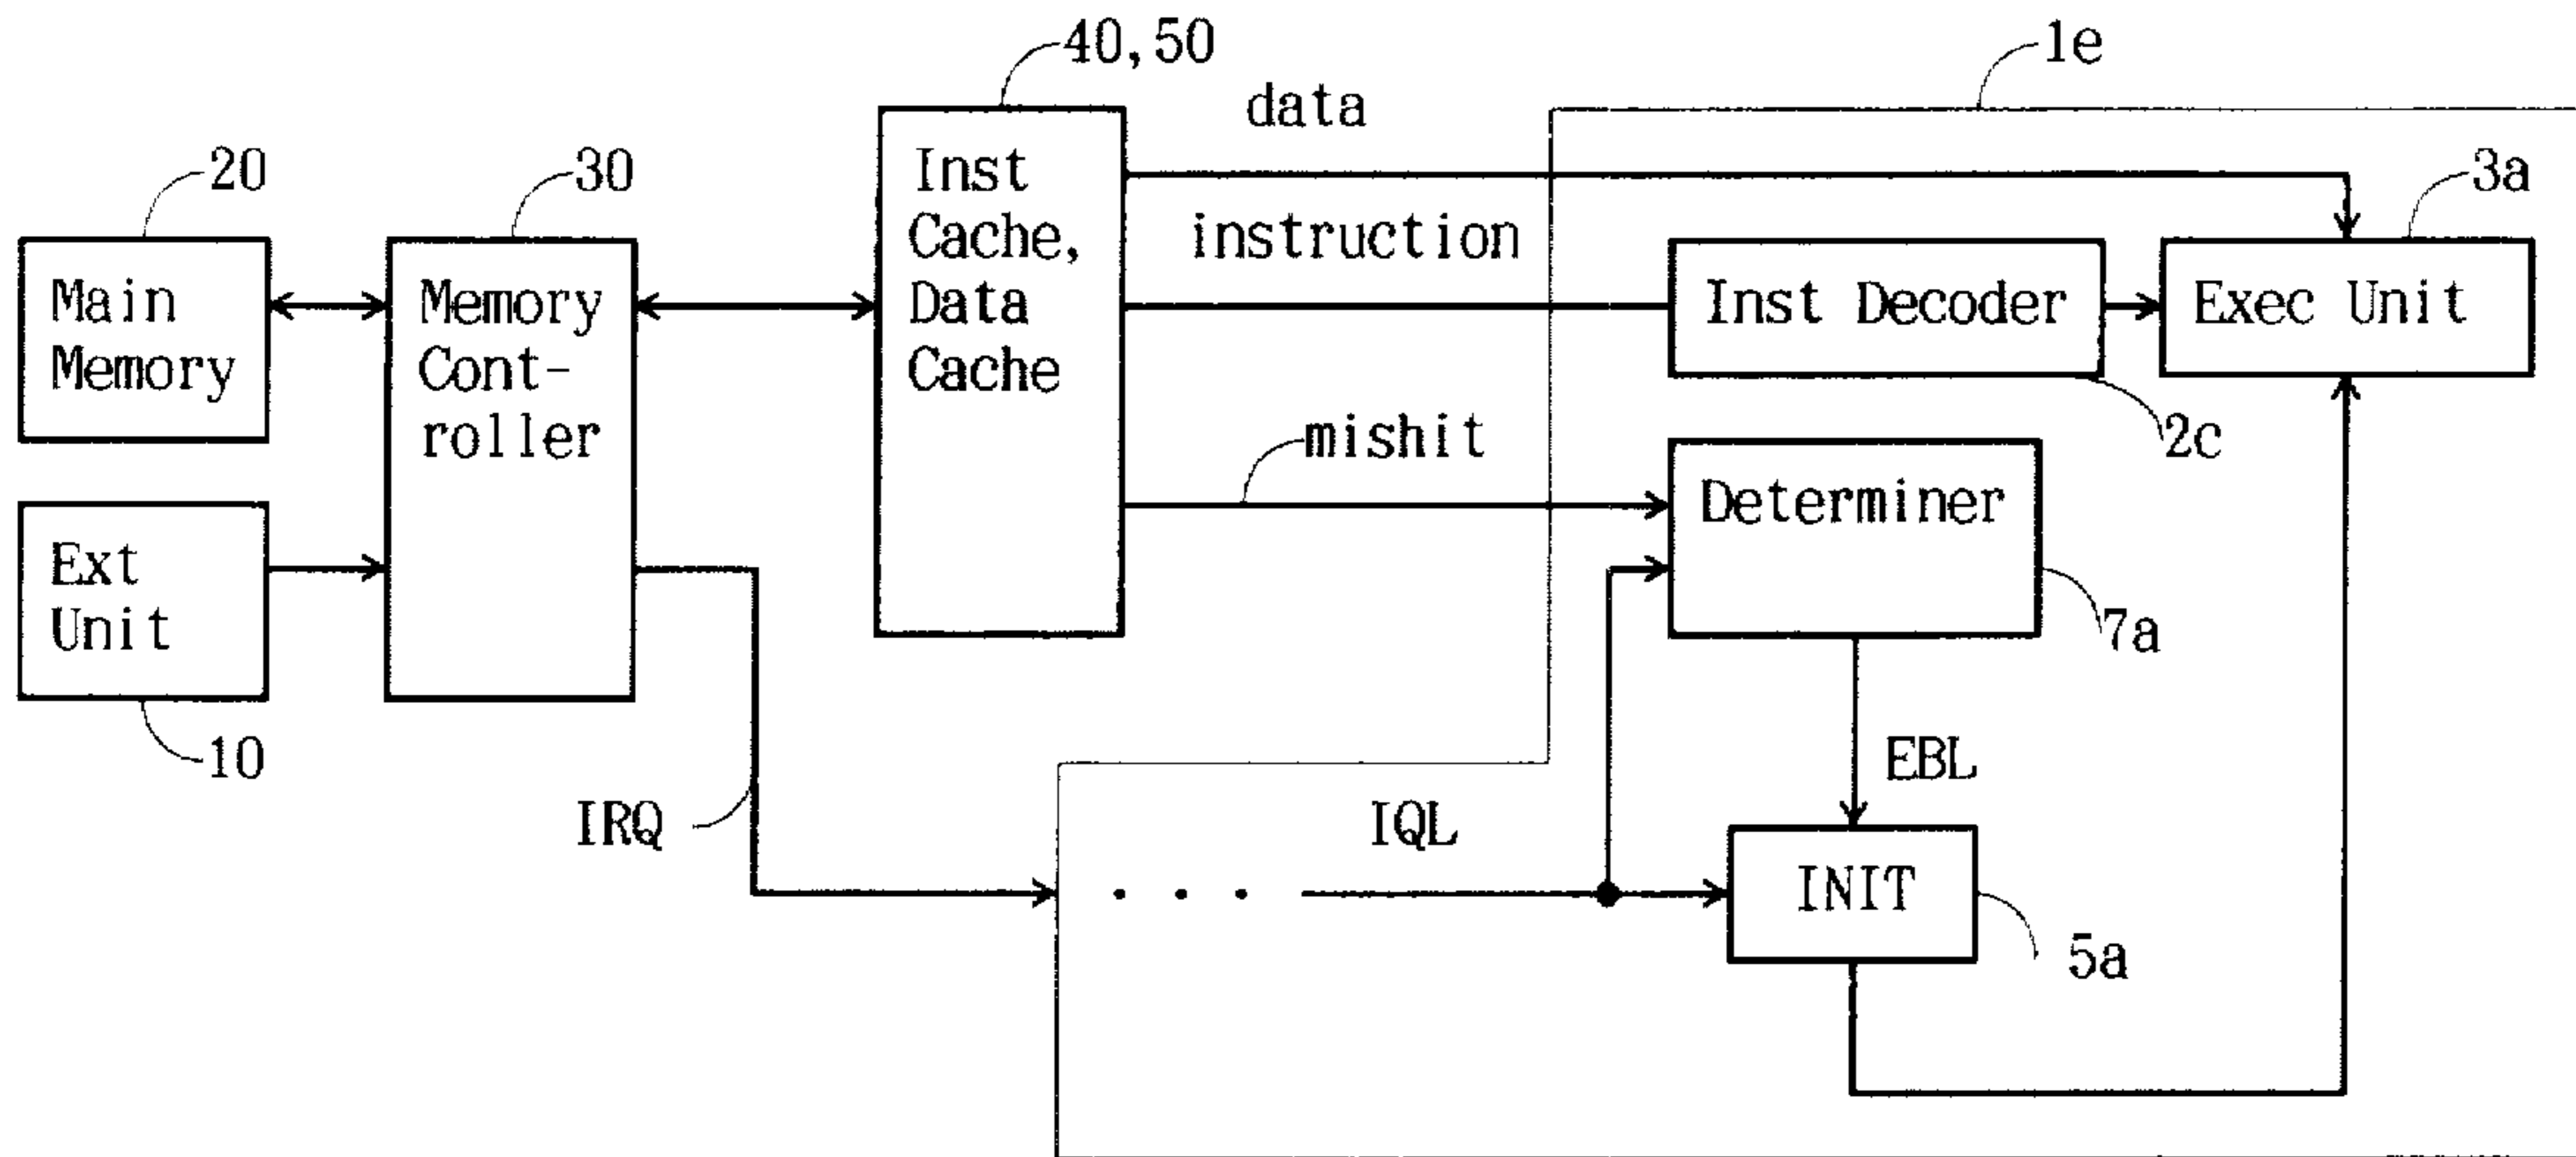 40,50
1e
data
20
30
3a
Inst
Cache,
Data
Cache
instruction
Main
Memory
Memory
Cont-
roller
Inst Decoder
Exec Unit
mishit
2c
Determiner
Ext
Unit
7a
10
EBL
IRQ
IQL
INIT
5a